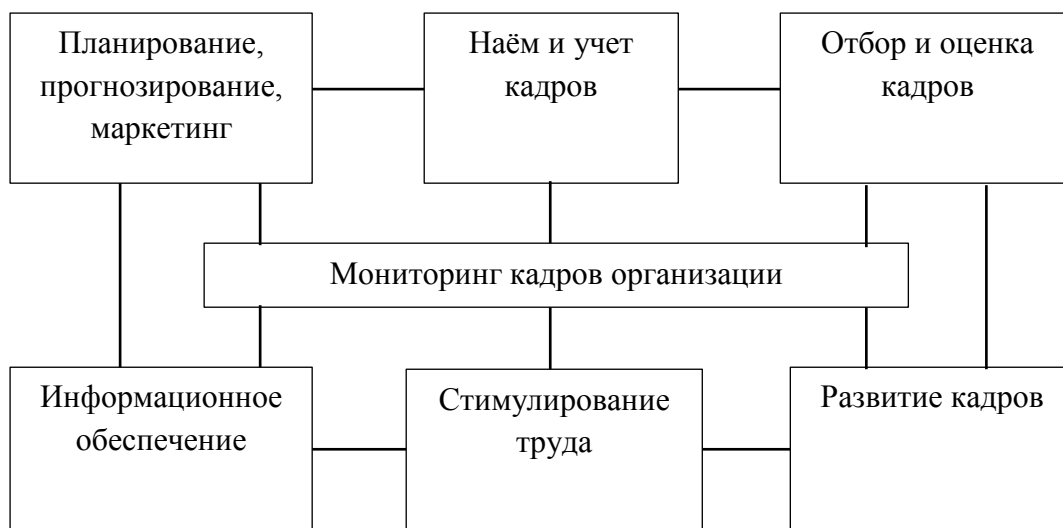 Планирование,
прогнозирование,
маркетинг
Наём и учет
кадров
Отбор и оценка
кадров
Мониторинг кадров организации
Информационное
обеспечение
Стимулирование
труда
Развитие кадров